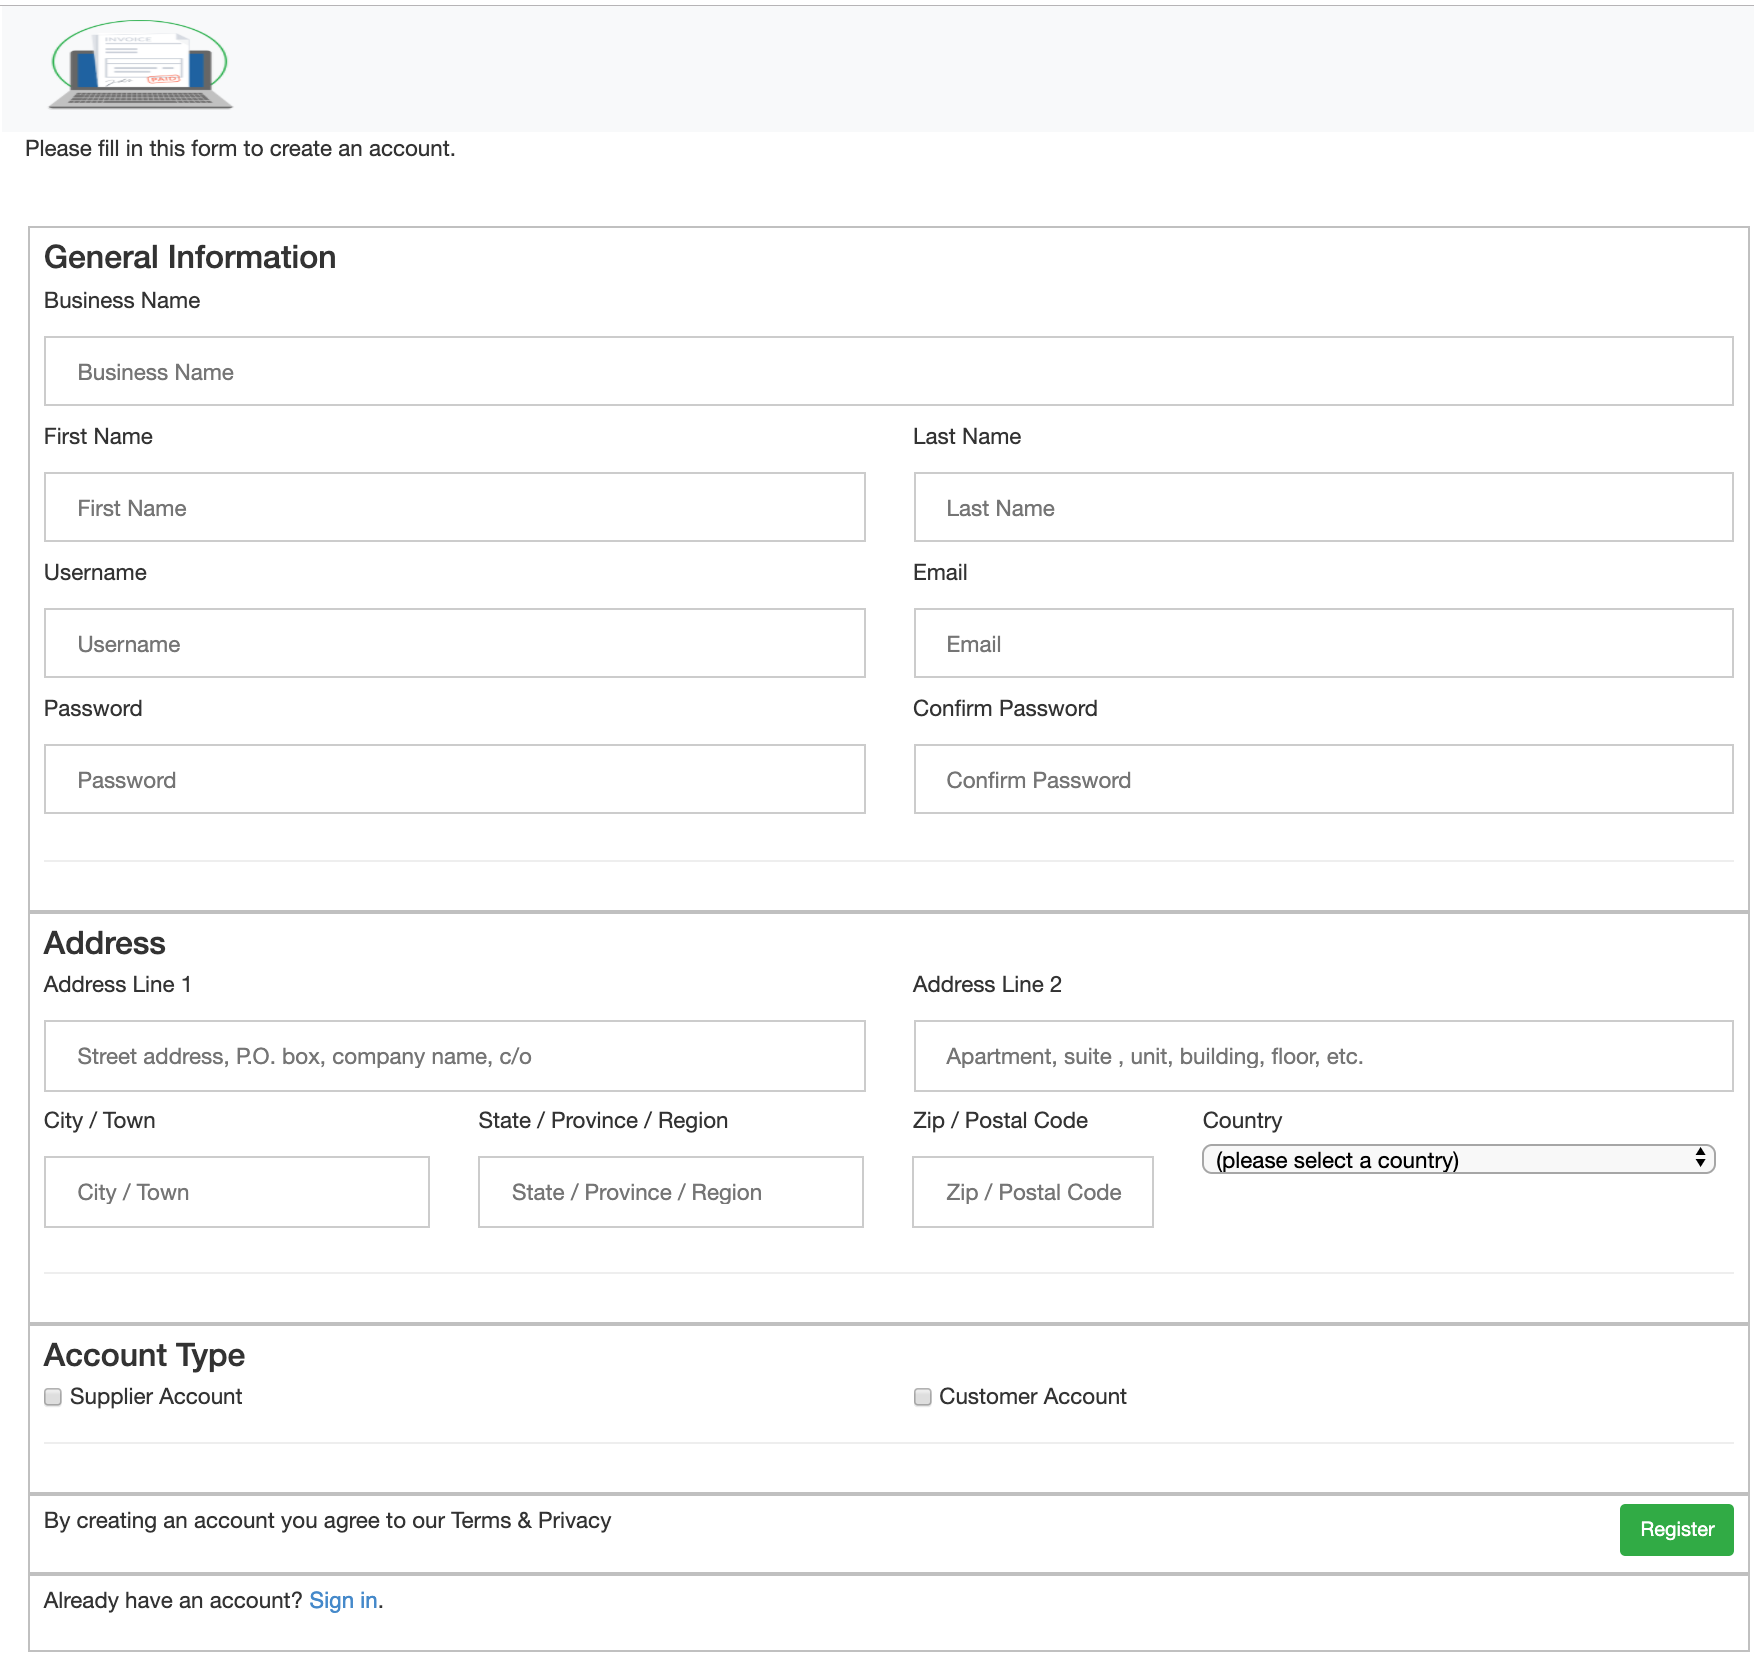 INVOICE
PAID
Please fill in this form to create an account.
General Information
Business Name
Business Name
First Name Last Name
First Name Last Name
Username Email
Username Email
Password Confirm Password
Password Confirm Password
Address
Address Line 1 Address Line 2
Street address, P.O. box, company name, c/o Apartment, suite , unit, building, floor, etc.
City / Town State / Province / Region Zip / Postal Code Country
(please select a country)
City / Town State / Province / Region Zip / Postal Code
Account Type
Supplier Account Customer Account
By creating an account you agree to our Terms & Privacy
Register
Already have an account? Sign in.